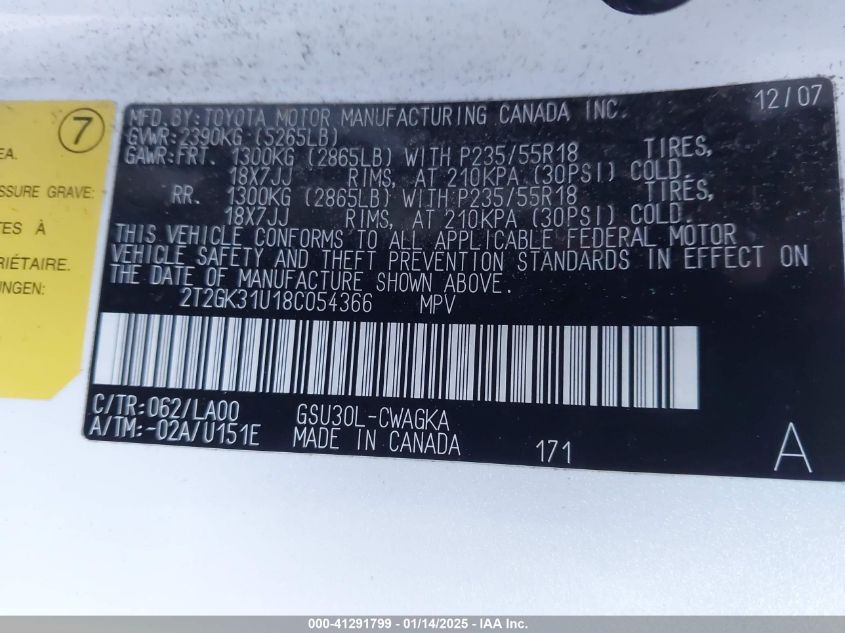 7
EA.
SSURE GRAVE:
TES À
RIÉTAIRE.
UNGEN:
MFD. BY: TOYOTA MOTOR MANUFACTURING CANADA INC. 12/07
GVWR: 2390KG (5265LB)
GAWR: FRT. 1300KG (2865LB) WITH P235/55R18 TIRES,
18X7JJ RIMS, AT 210KPA (30PSI) COLD.
RR. 1300KG (2865LB) WITH P235/55R18 TIRES,
18X7JJ RIMS, AT 210KPA (30PSI) COLD.
THIS VEHICLE CONFORMS TO ALL APPLICABLE FEDERAL MOTOR
VEHICLE SAFETY AND THEFT PREVENTION STANDARDS IN EFFECT ON
THE DATE OF MANUFACTURE SHOWN ABOVE.
2T2GK31U18C054366 MPV
C/TR: 062/LA00 GSU30L-CWAGKA
A/TM: -02A/U151E MADE IN CANADA 171 A
000-41291799 - 01/14/2025 - IAA Inc.